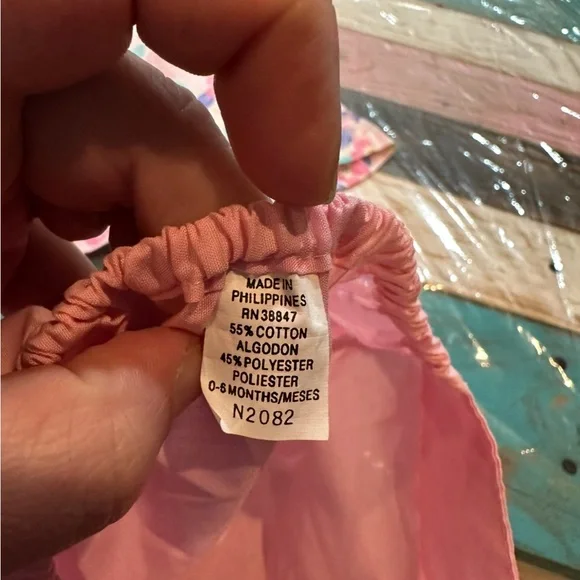 MADE IN
PHILIPPINES
RN 38847
55% COTTON
ALGODON
45% POLYESTER
POLIESTER
0-6 MONTHS/MESES
N2082